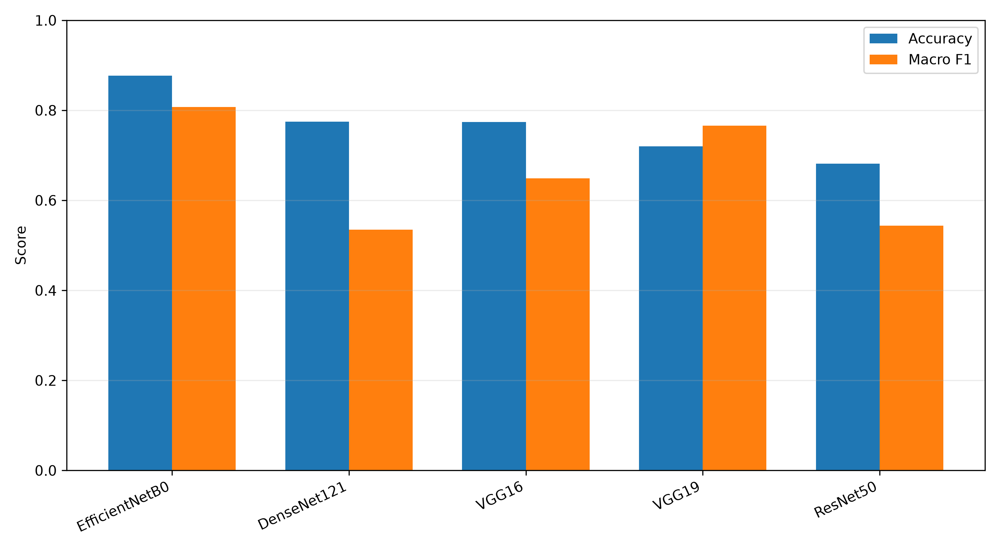 1.0
0.8
0.6
0.4
0.2
0.0
Score
Accuracy
Macro F1
EfficientNetB0
DenseNet121
VGG16
VGG19
ResNet50